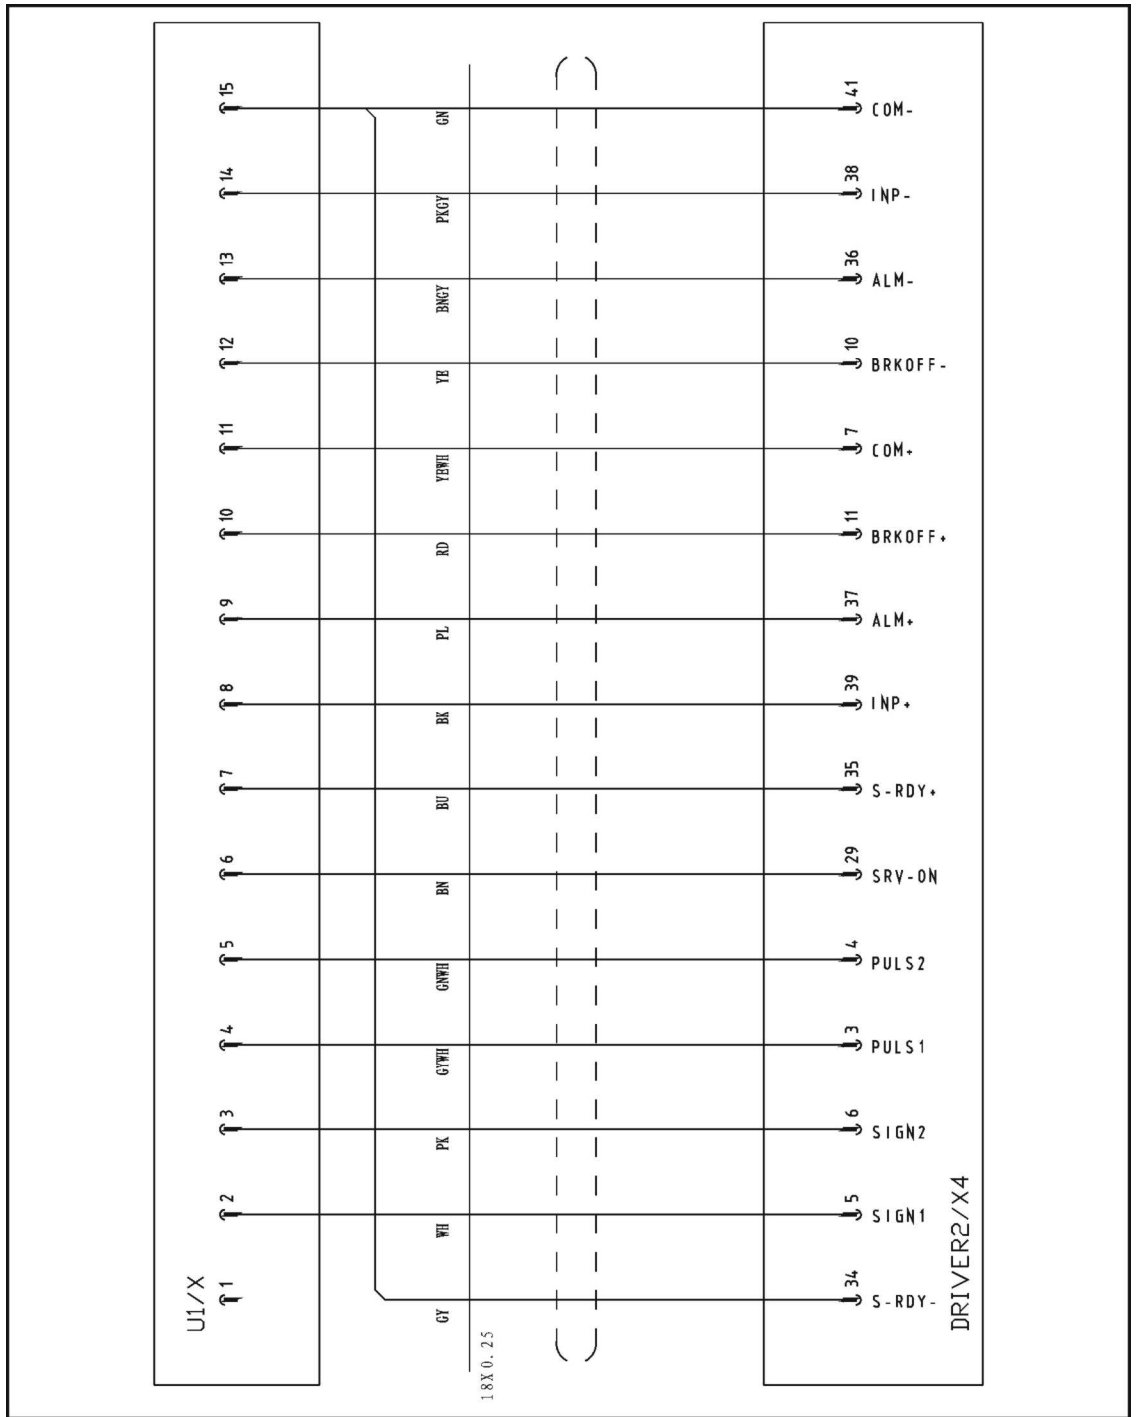 U1/X
DRIVER2/X4
18X0.25
15 GN 41 COM-
14 PKGY 38 INP-
13 BNGY 36 ALM-
12 YE 10 BRKOFF-
11 YEWH 7 COM+
10 RD 11 BRKOFF+
9 PL 37 ALM+
8 BK 39 INP+
7 BU 35 S-RDY+
6 BN 29 SRV-ON
5 GNWH 4 PULS2
4 GYWH 3 PULS1
3 PK 6 SIGN2
2 WH 5 SIGN1
1 GY 34 S-RDY-